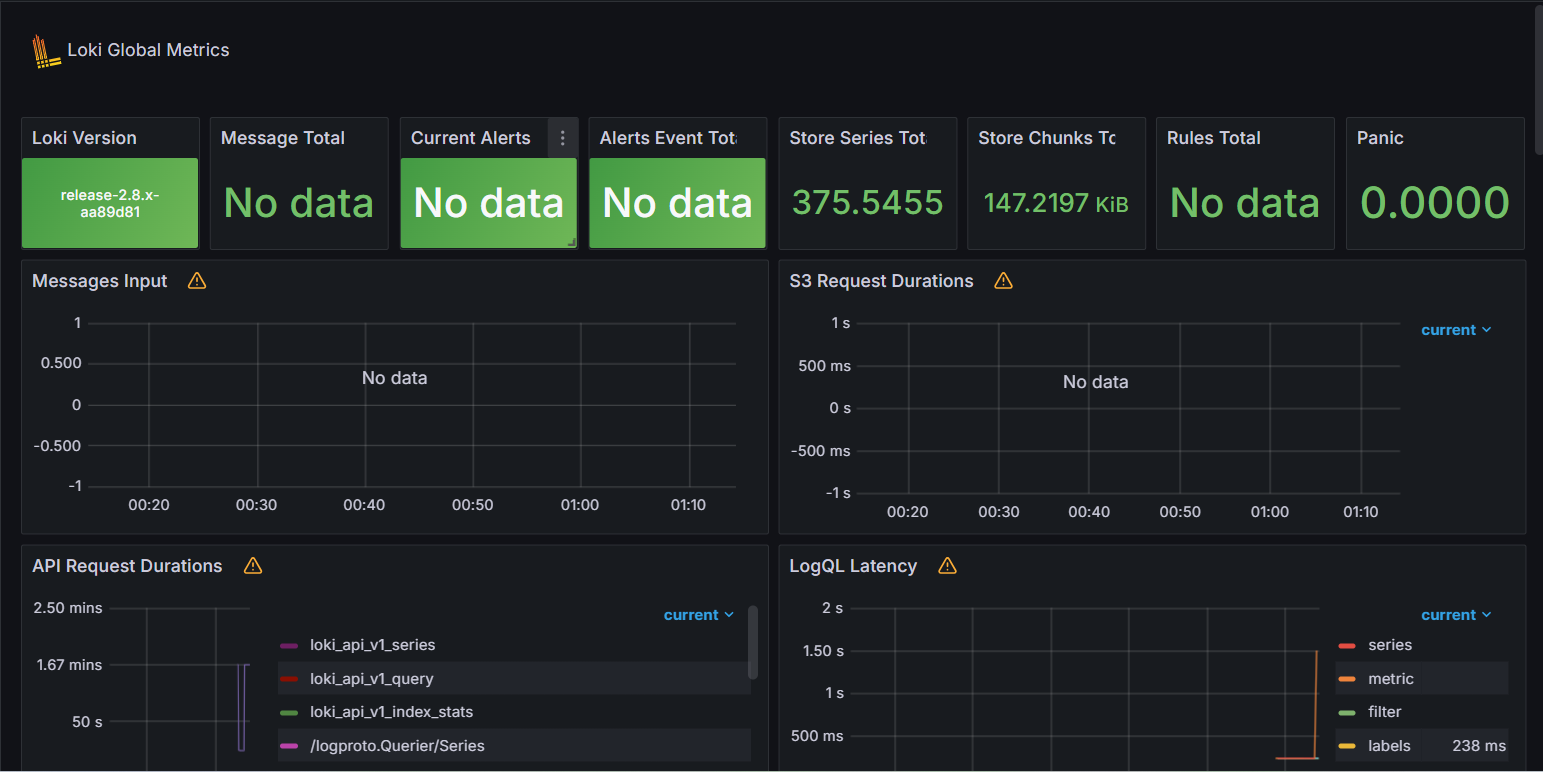 Loki Global Metrics
Loki Version
release-2.8.x-
aa89d81
Message Total
No data
Current Alerts
No data
Alerts Event Tot
No data
Store Series Tot
375.5455
Store Chunks To
147.2197 KiB
Rules Total
No data
Panic
0.0000
Messages Input
1
0.500
0
-0.500
-1
No data
00:20 00:30 00:40 00:50 01:00 01:10
S3 Request Durations
1 s
500 ms
0 s
-500 ms
-1 s
No data
00:20 00:30 00:40 00:50 01:00 01:10
current
API Request Durations
2.50 mins
1.67 mins
50 s
current
loki_api_v1_series
loki_api_v1_query
loki_api_v1_index_stats
/logproto.Querier/Series
LogQL Latency
2 s
1.50 s
1 s
500 ms
current
series
metric
filter
labels 238 ms